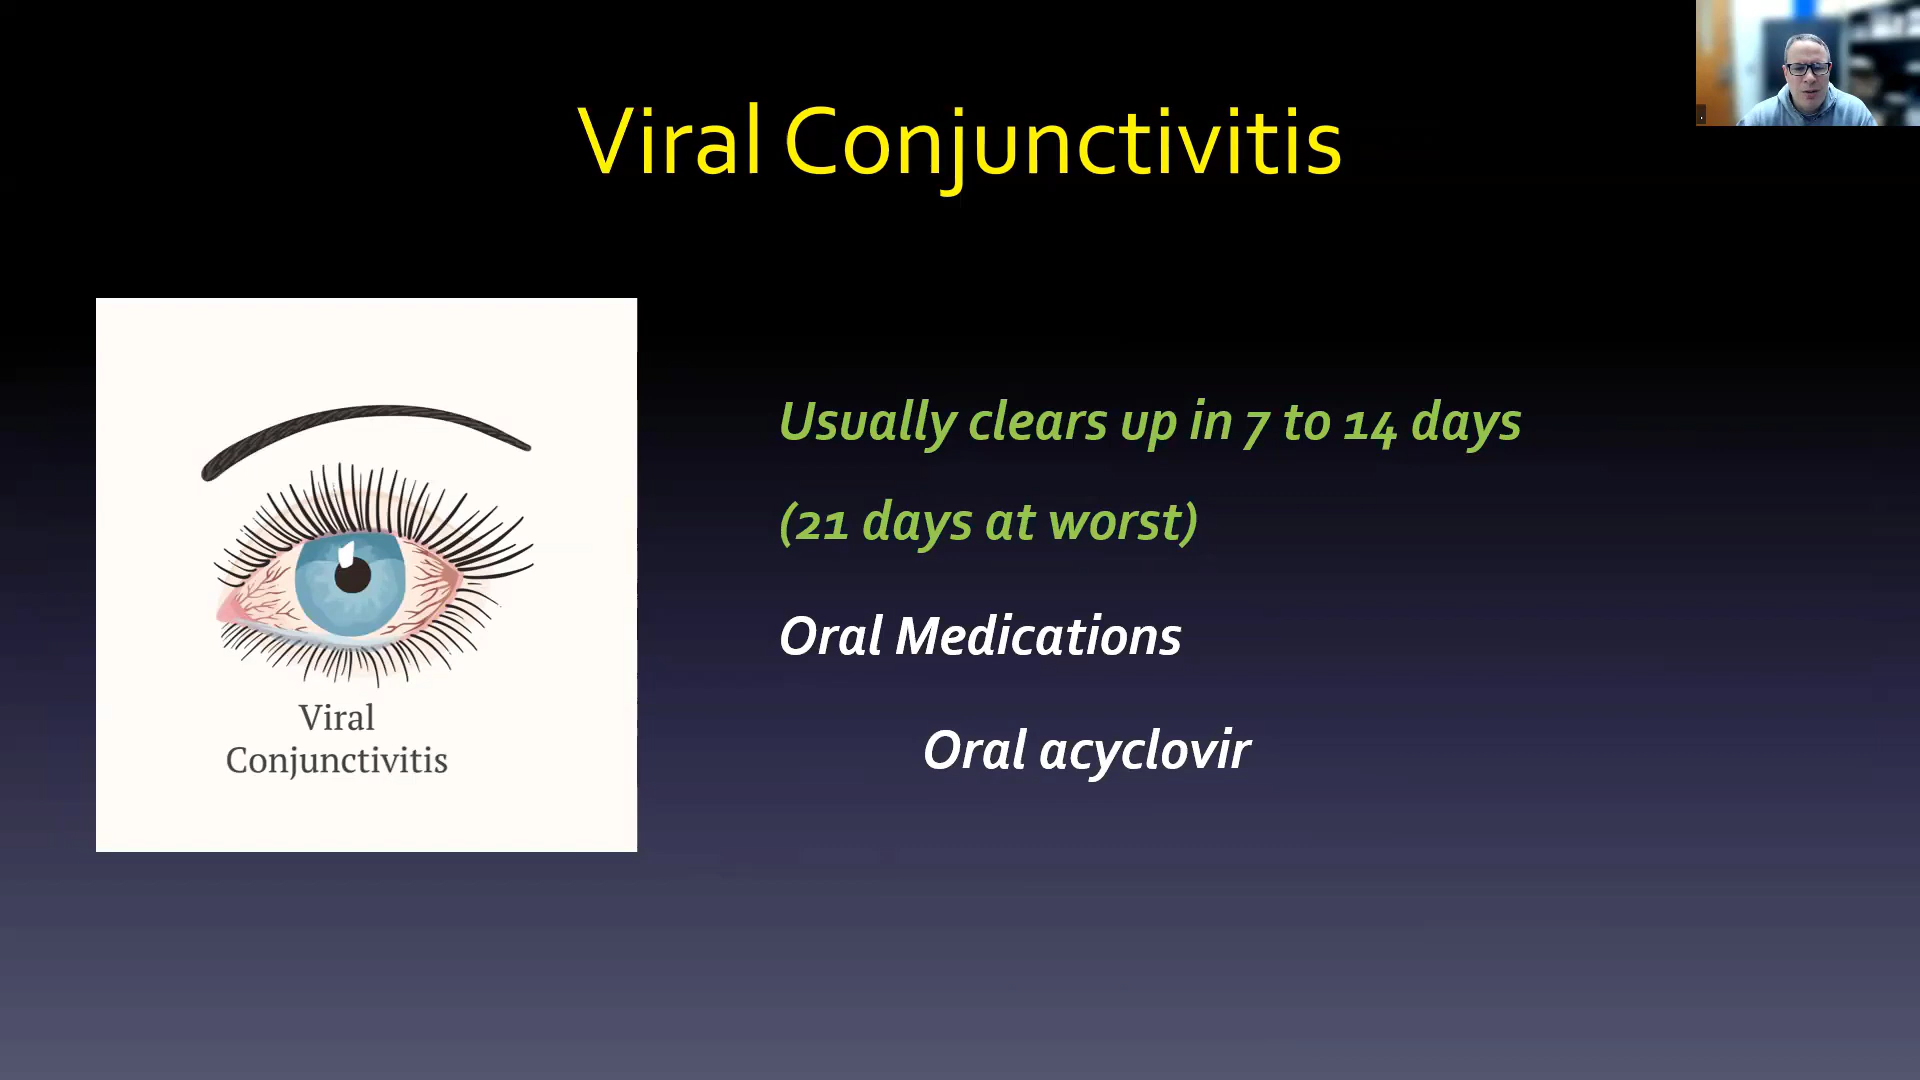 Viral Conjunctivitis
Usually clears up in 7 to 14 days
(21 days at worst)
Oral Medications
Oral acyclovir
Viral
Conjunctivitis